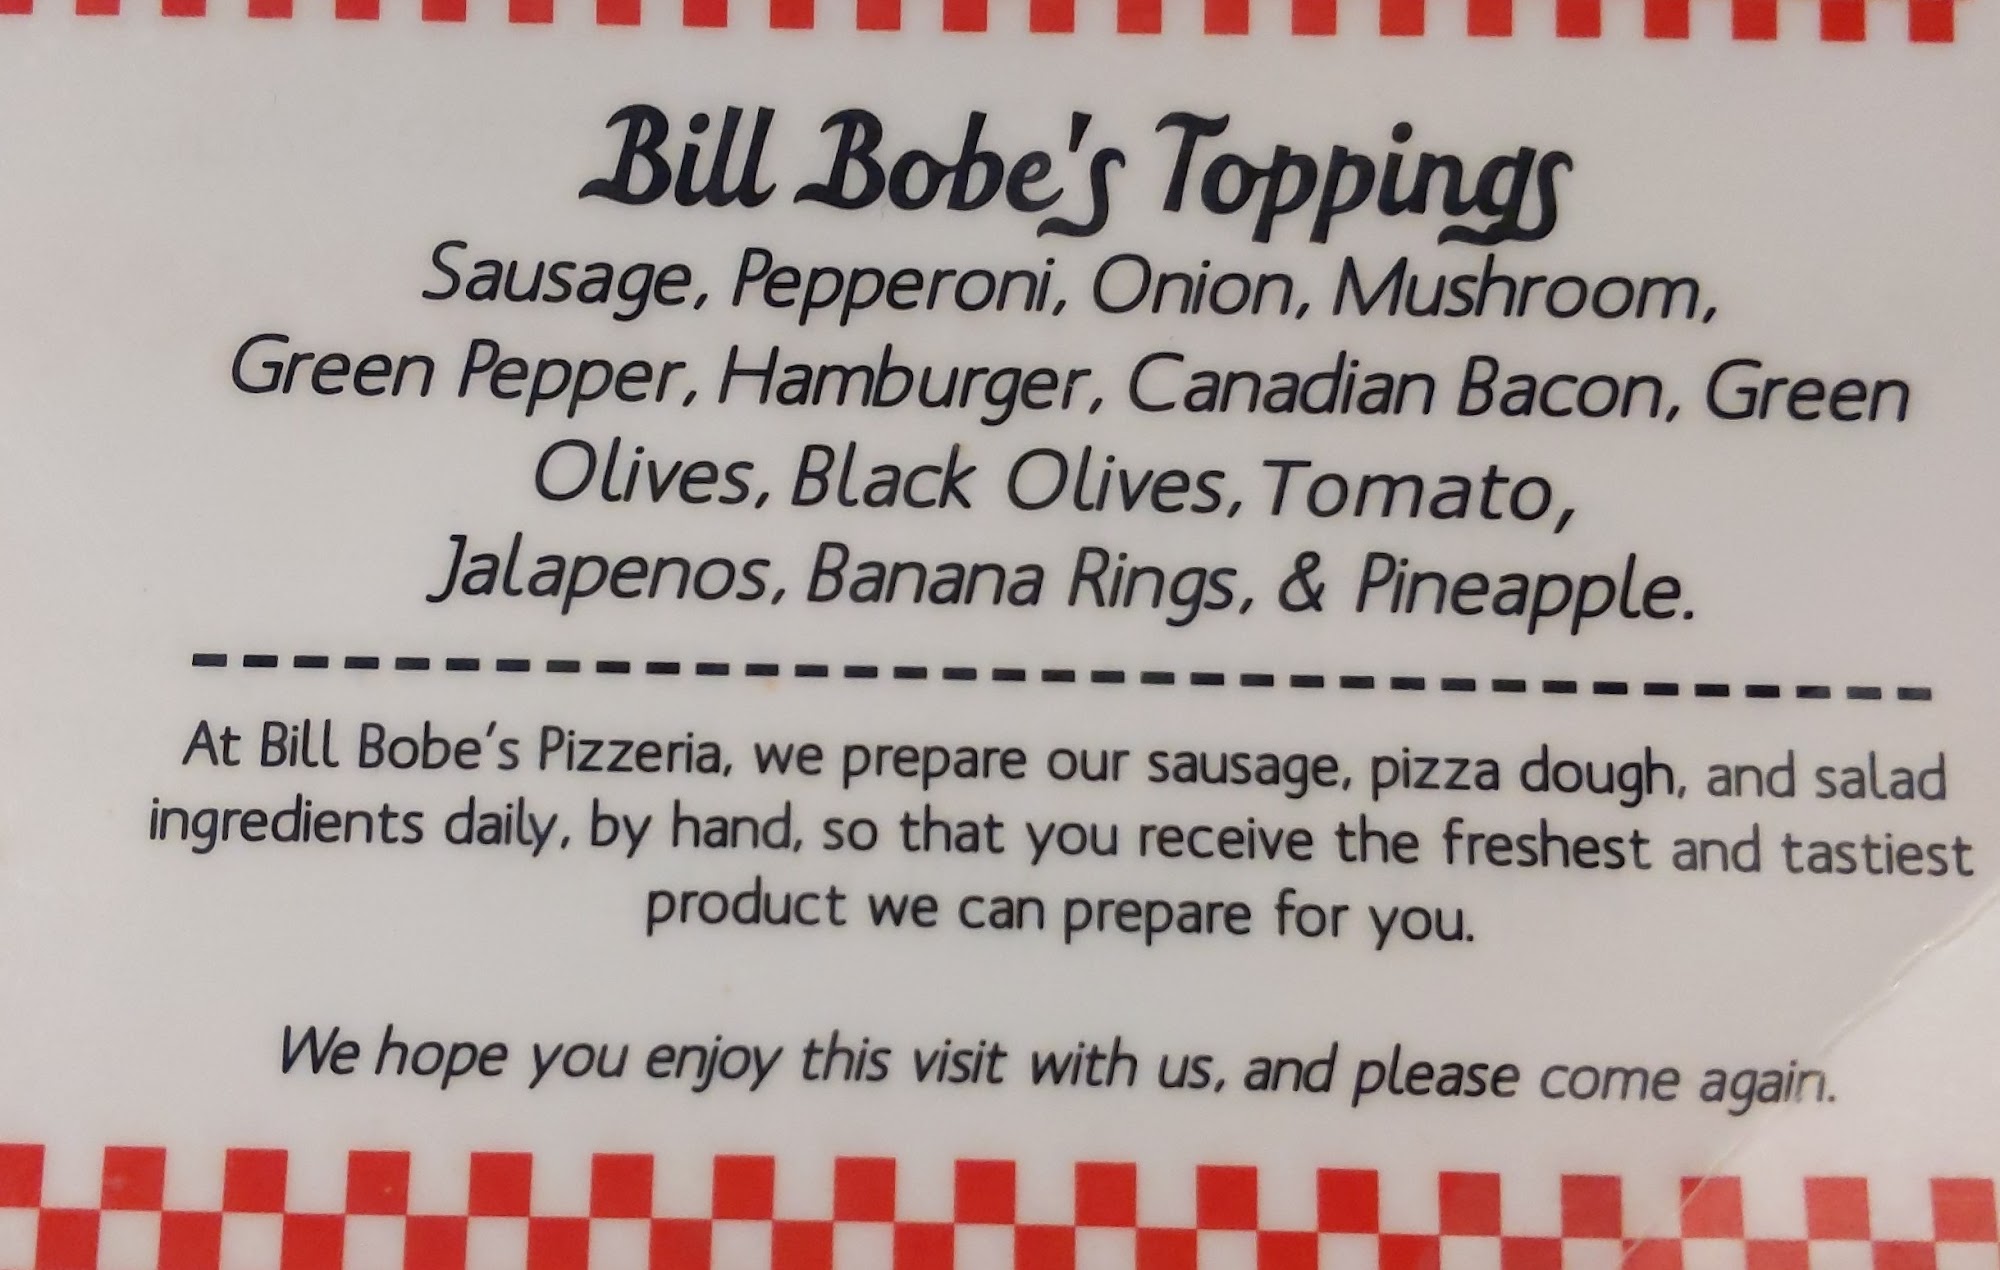 Bill Bobe's Toppings
Sausage, Pepperoni, Onion, Mushroom,
Green Pepper, Hamburger, Canadian Bacon, Green
Olives, Black Olives, Tomato,
Jalapenos, Banana Rings, & Pineapple.
At Bill Bobe's Pizzeria, we prepare our sausage, pizza dough, and salad
ingredients daily, by hand, so that you receive the freshest and tastiest
product we can prepare for you.
We hope you enjoy this visit with us, and please come again.